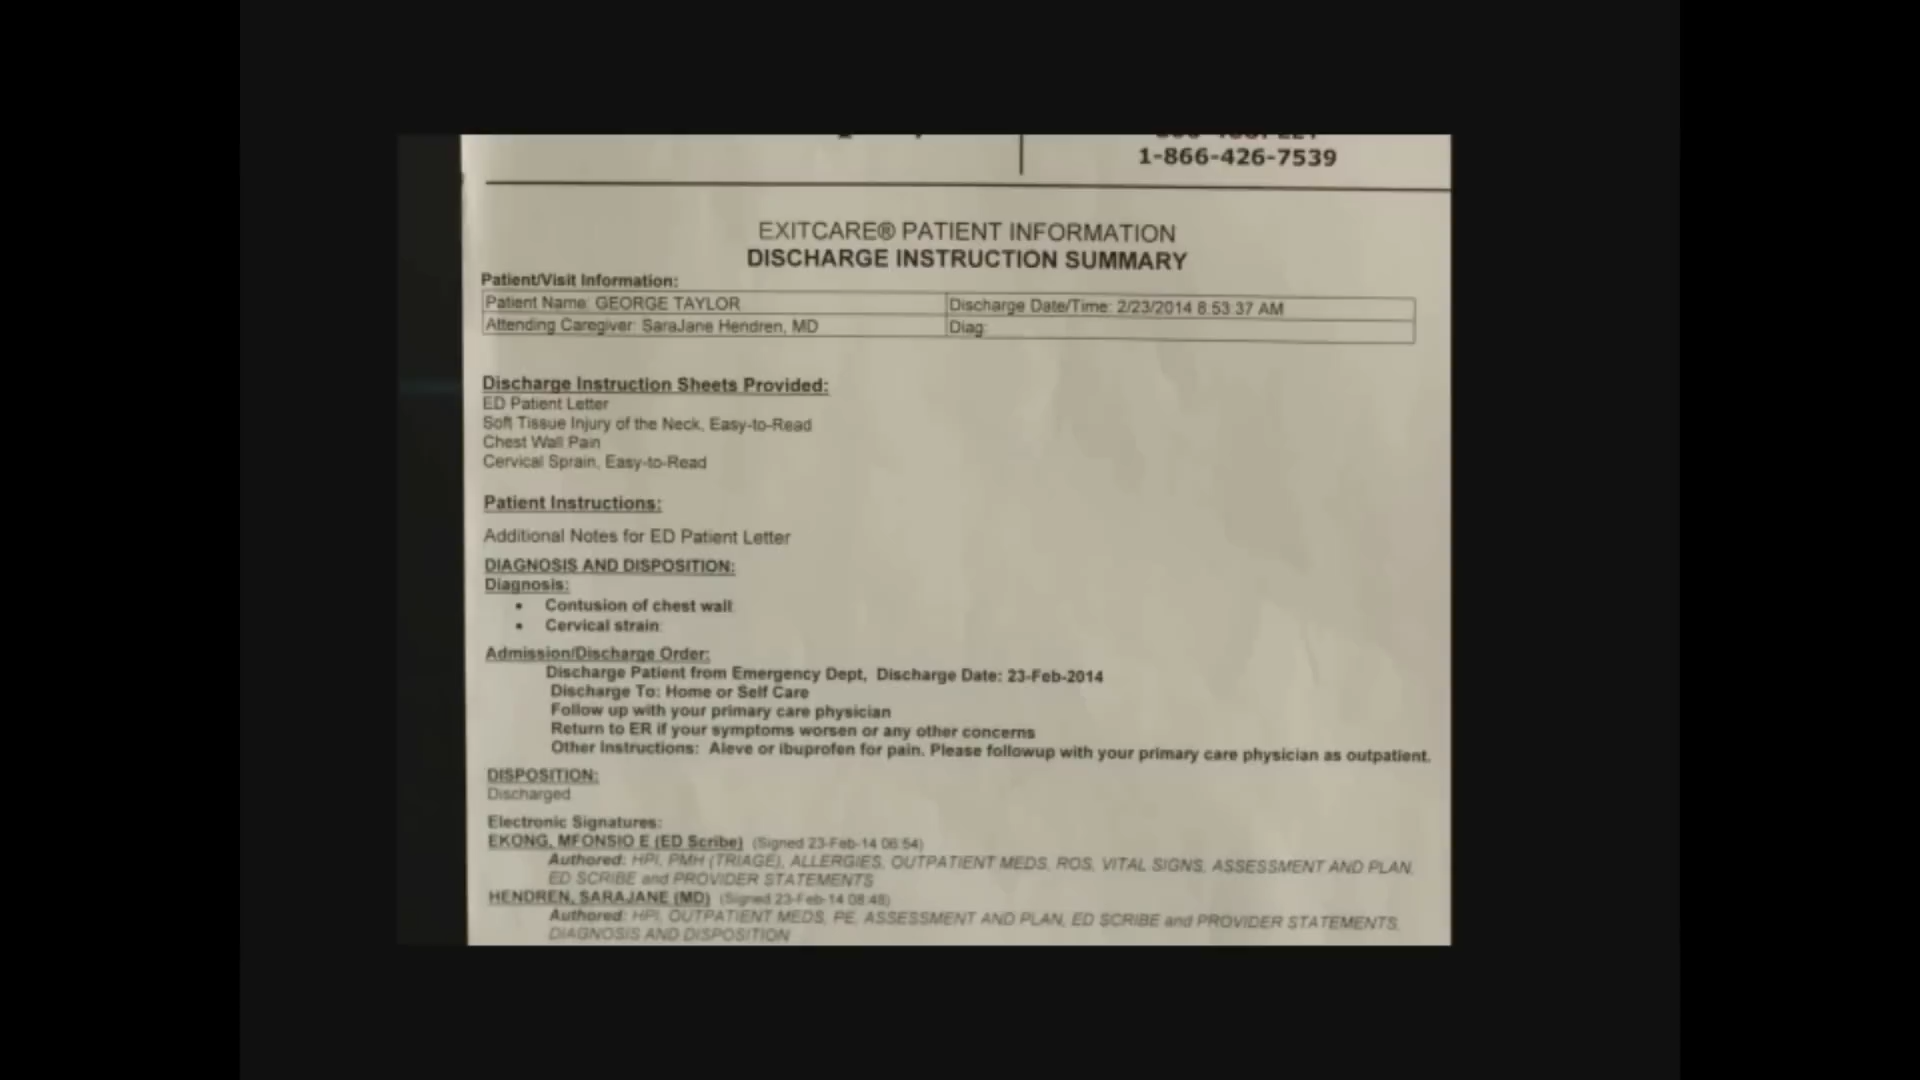 1-866-426-7539
EXITCARE® PATIENT INFORMATION
DISCHARGE INSTRUCTION SUMMARY
Patient/Visit Information:
Patient Name: GEORGE TAYLOR
Discharge Date/Time: 2/23/2014 8:53:37 AM
Attending Caregiver: SaraJane Hendren, MD
Diag:
Discharge Instruction Sheets Provided:
ED Patient Letter
Soft Tissue Injury of the Neck, Easy-to-Read
Chest Wall Pain
Cervical Sprain, Easy-to-Read
Patient Instructions:
Additional Notes for ED Patient Letter
DIAGNOSIS AND DISPOSITION:
Diagnosis:
• Contusion of chest wall:
• Cervical strain:
Admission/Discharge Order:
Discharge Patient from Emergency Dept, Discharge Date: 23-Feb-2014
Discharge To: Home or Self Care
Follow up with your primary care physician
Return to ER if your symptoms worsen or any other concerns
Other Instructions: Aleve or ibuprofen for pain. Please followup with your primary care physician as outpatient.
DISPOSITION:
Discharged
Electronic Signatures:
EKONG, MFONSIO E (ED Scribe) (Signed 23-Feb-14 06:54)
Authored: HPI, PMH (TRIAGE), ALLERGIES, OUTPATIENT MEDS, ROS, VITAL SIGNS, ASSESSMENT AND PLAN,
ED SCRIBE and PROVIDER STATEMENTS
HENDREN, SARAJANE (MD) (Signed 23-Feb-14 08:48)
Authored: HPI, OUTPATIENT MEDS, PE, ASSESSMENT AND PLAN, ED SCRIBE and PROVIDER STATEMENTS,
DIAGNOSIS AND DISPOSITION